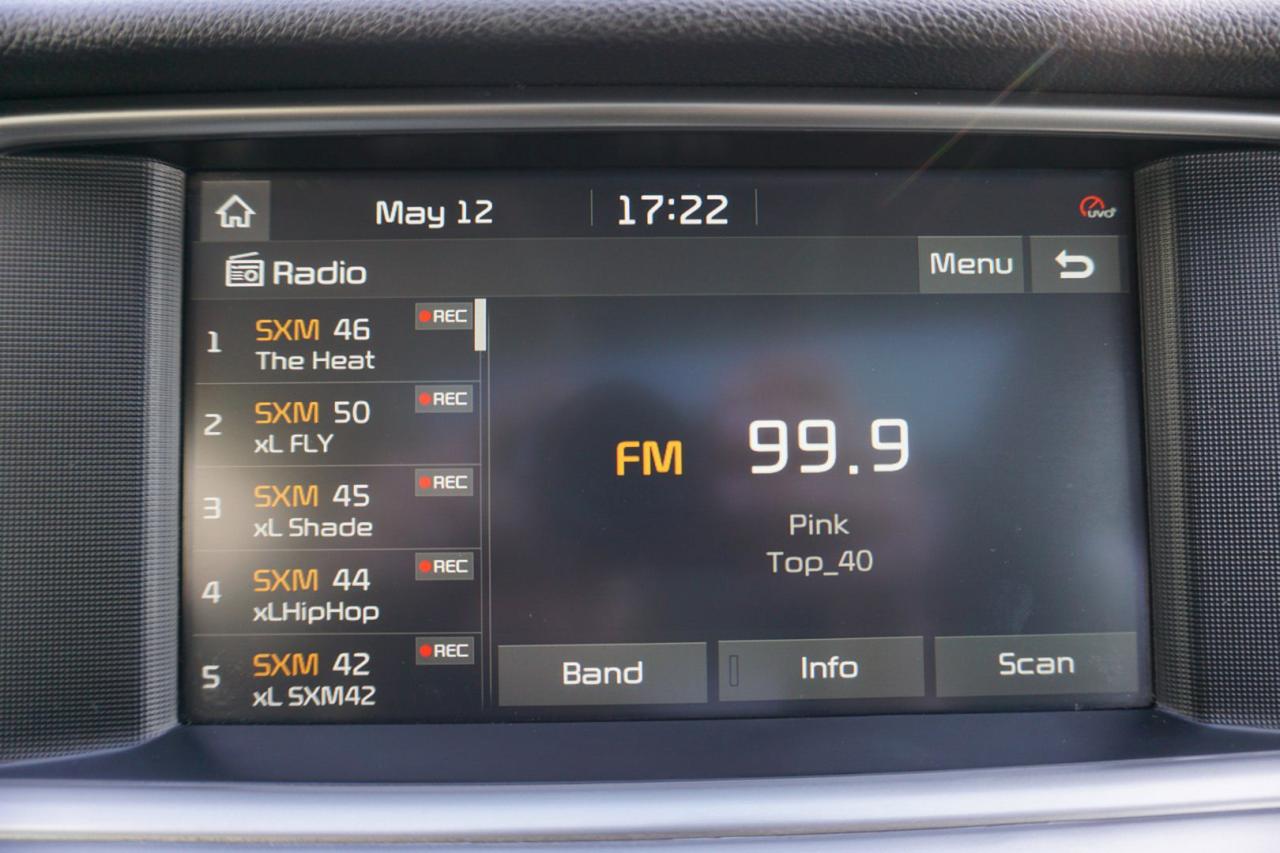 May 12
17:22
uvo+
Radio
Menu
1
SXM 46
REC
The Heat
2
SXM 50
REC
xL FLY
3
SXM 45
REC
xL Shade
4
SXM 44
REC
xLHipHop
5
SXM 42
REC
xL SXM42
FM 99.9
Pink
Top_40
Band
Info
Scan